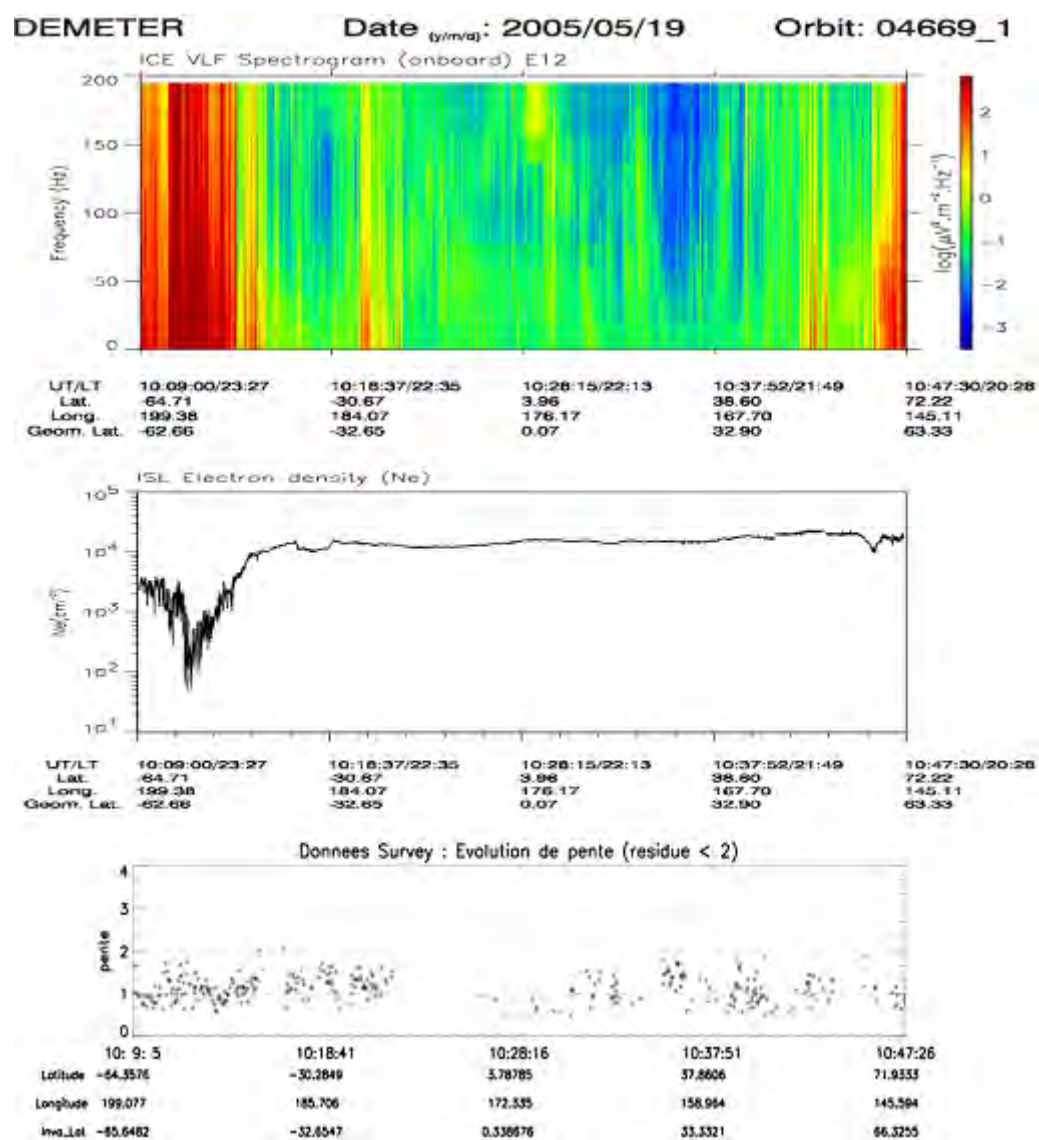 DEMETER Date (y/m/d): 2005/05/19 Orbit: 04669_1
ICE VLF Spectrogram (onboard) E12
200
150
100
50
0
Frequency (Hz)
2
1
0
-1
-2
-3
log(μV².m⁻².Hz⁻¹)
UT/LT 10:09:00/23:27 10:18:37/22:35 10:28:15/22:13 10:37:52/21:49 10:47:30/20:28
Lat. -64.71 -30.67 3.96 38.60 72.22
Long. 199.38 184.07 176.17 167.70 145.11
Geom. Lat. -62.66 -32.65 0.07 32.90 63.33
ISL Electron density (Ne)
10⁵
10⁴
10³
10²
10¹
Ne(cm⁻³)
UT/LT 10:09:00/23:27 10:18:37/22:35 10:28:15/22:13 10:37:52/21:49 10:47:30/20:28
Lat. -64.71 -30.67 3.96 38.60 72.22
Long. 199.38 184.07 176.17 167.70 145.11
Geom. Lat. -62.66 -32.65 0.07 32.90 63.33
Donnees Survey : Evolution de pente (residue < 2)
4
3
2
1
0
pente
10: 9: 5 10:18:41 10:28:16 10:37:51 10:47:26
Latitude -64.3576 -30.2849 3.78785 37.8606 71.9333
Longitude 199.077 185.706 172.335 158.964 145.594
Inva_Lat -65.6482 -32.6547 0.338676 33.3321 66.3255